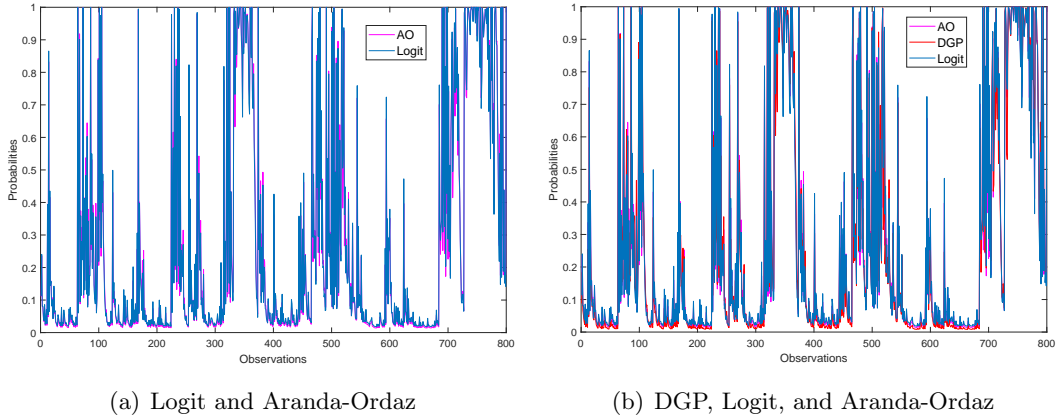 1
0.9
0.8
0.7
0.6
0.5
0.4
0.3
0.2
0.1
0
Probabilities
0 100 200 300 400 500 600 700 800
Observations
AO
Logit
(a) Logit and Aranda-Ordaz
1
0.9
0.8
0.7
0.6
0.5
0.4
0.3
0.2
0.1
0
Probabilities
0 100 200 300 400 500 600 700 800
Observations
AO
DGP
Logit
(b) DGP, Logit, and Aranda-Ordaz